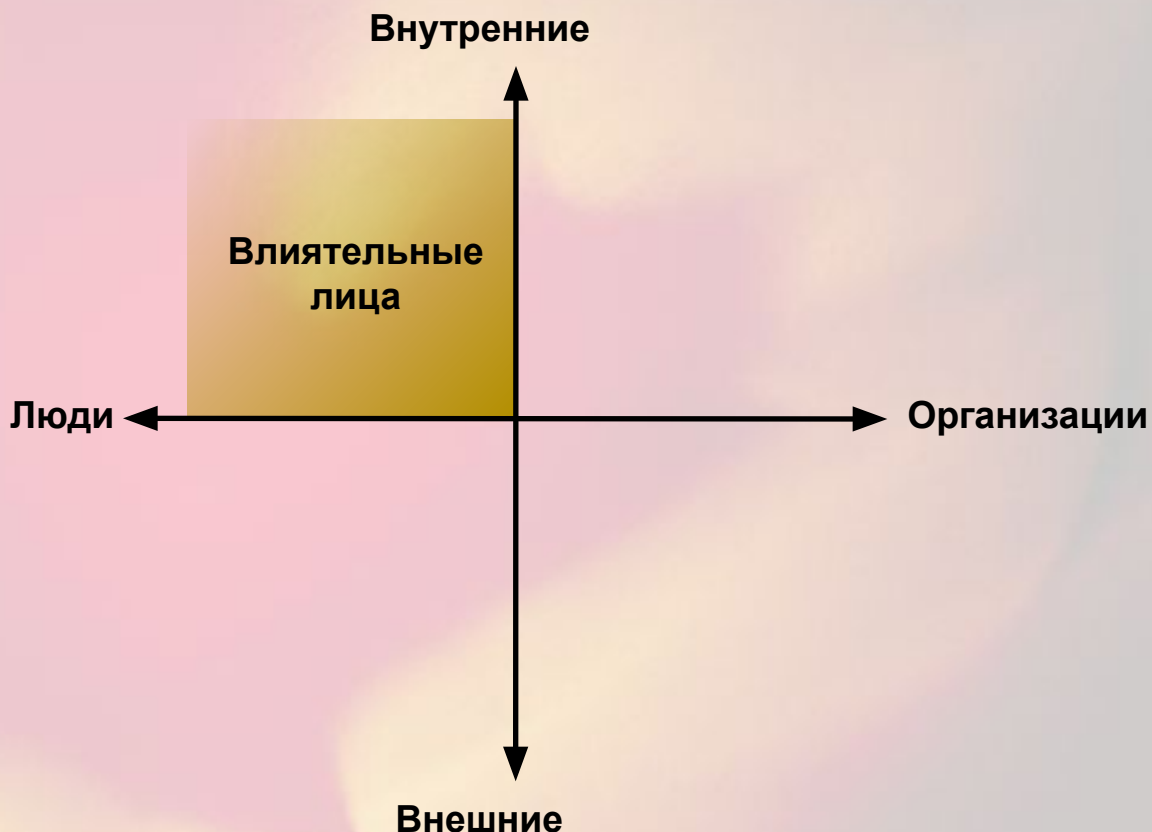 Внутренние
Влиятельные
лица
Люди
Организации
Внешние